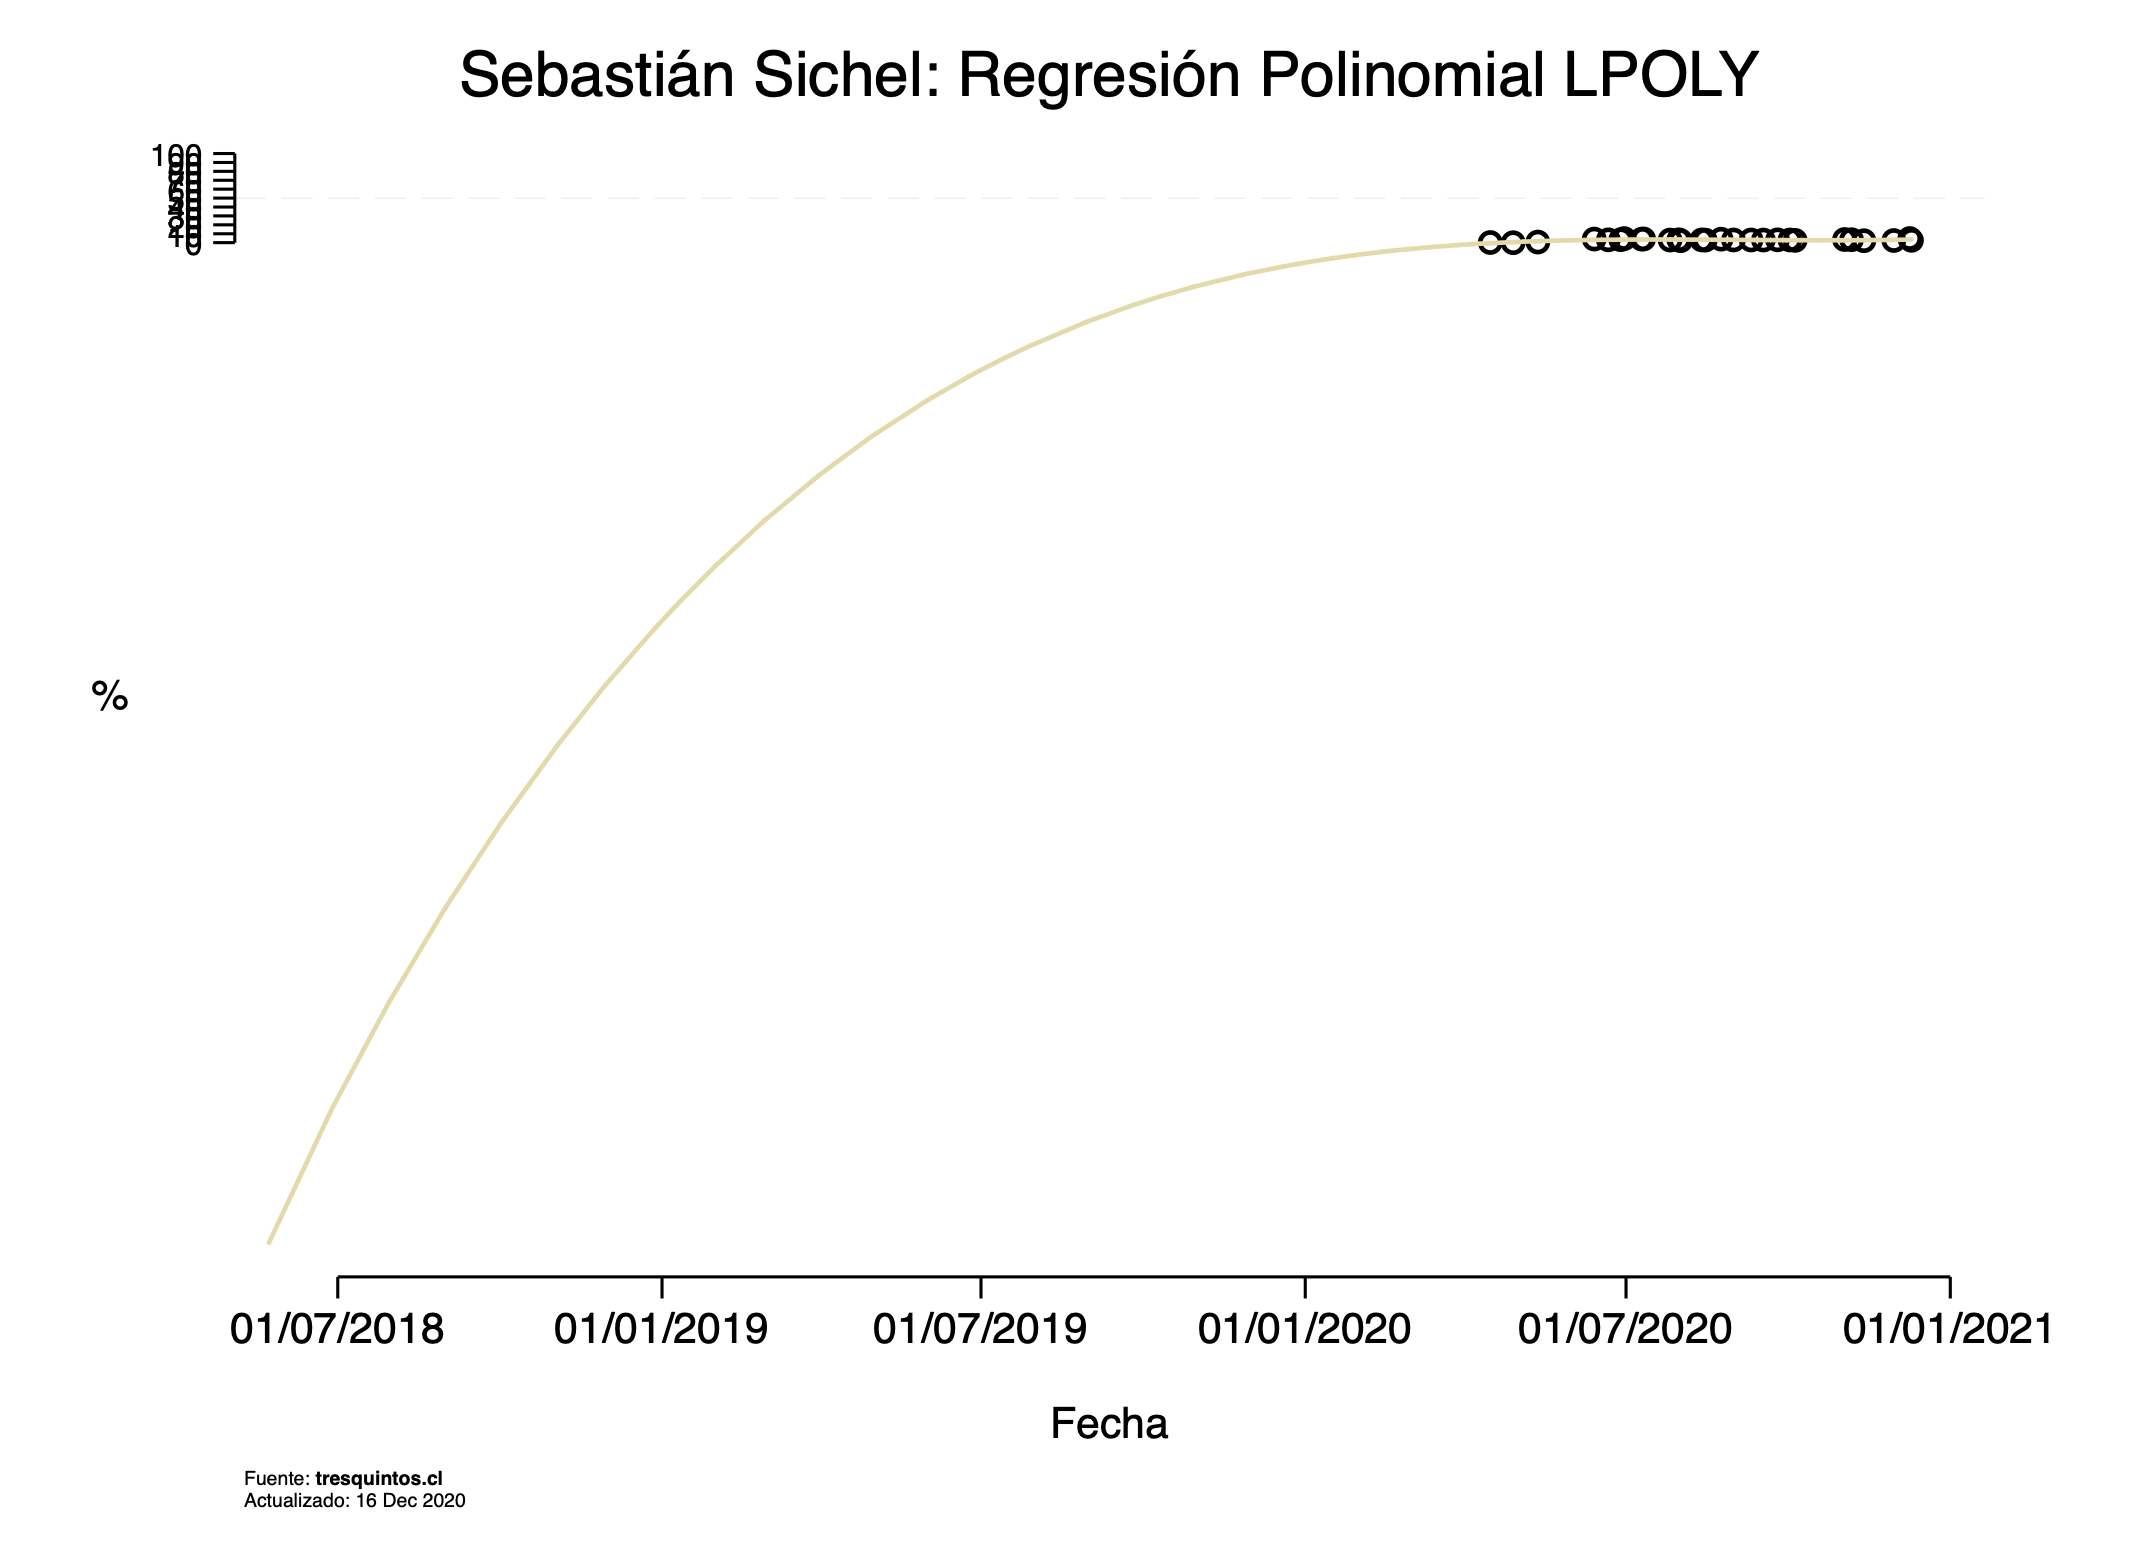 Sebastián Sichel: Regresión Polinomial LPOLY
100
0
%
01/07/2018 01/01/2019 01/07/2019 01/01/2020 01/07/2020 01/01/2021
Fecha
Fuente: tresquintos.cl
Actualizado: 16 Dec 2020